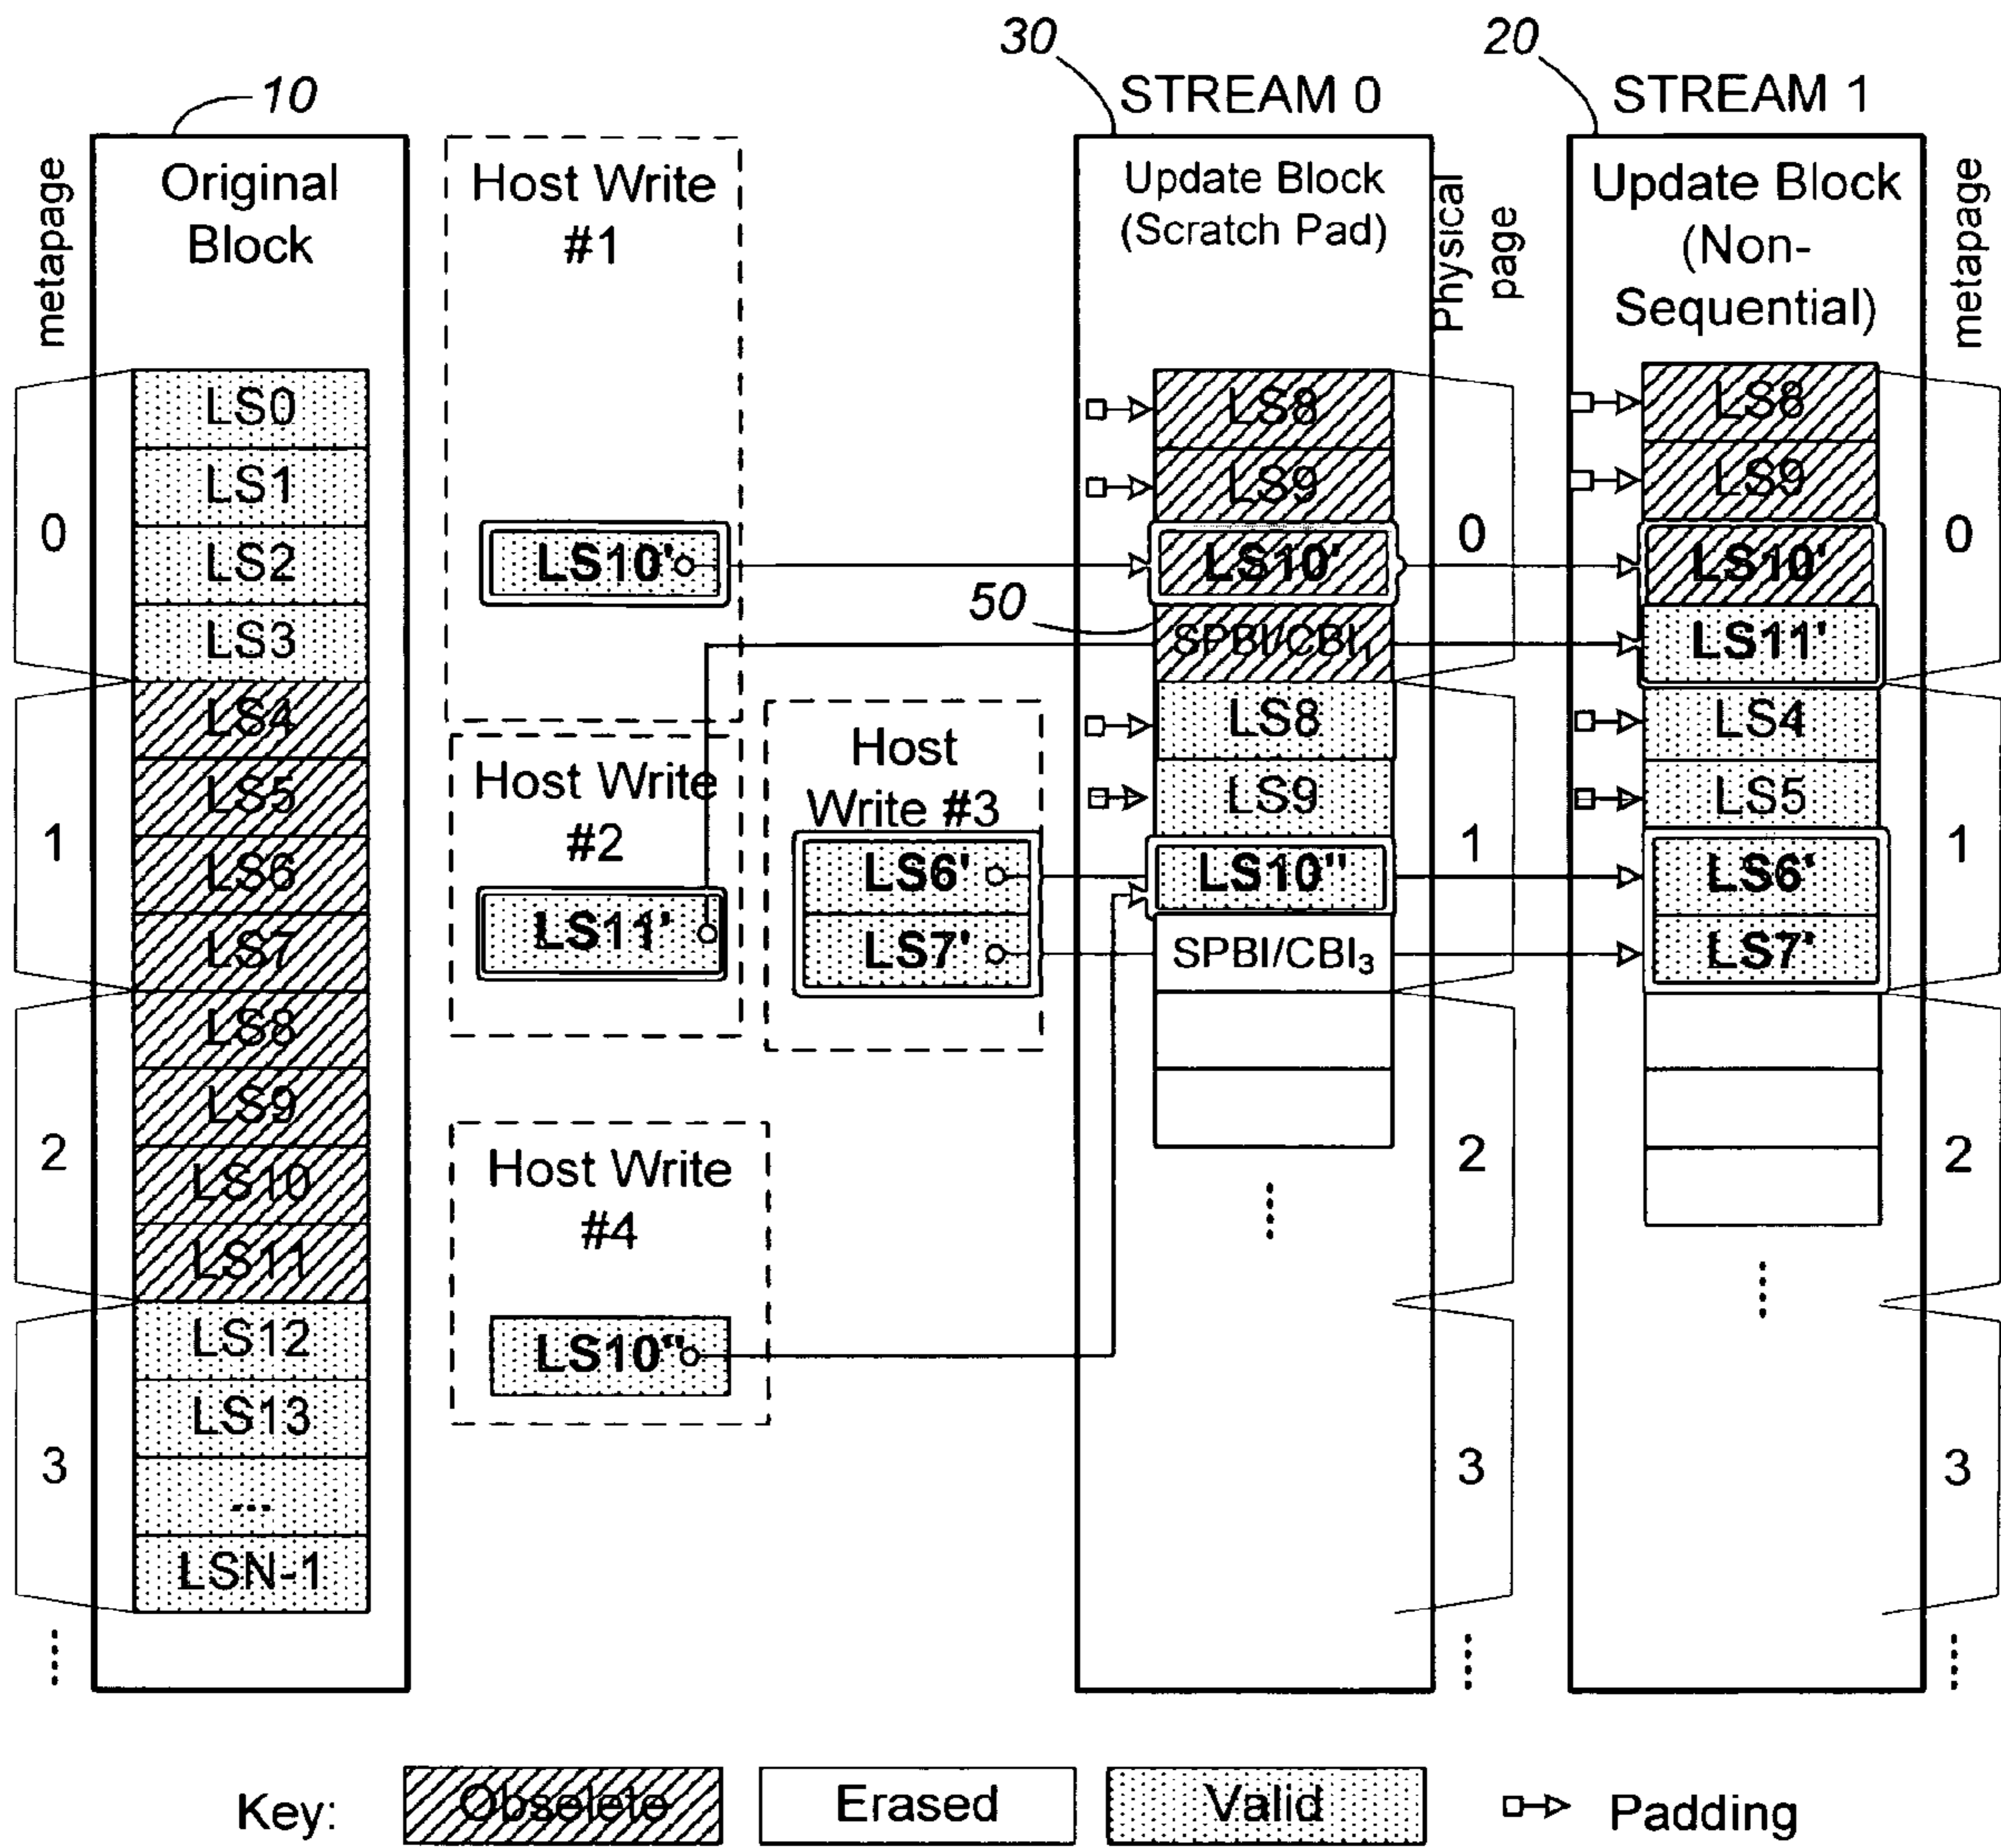 30
20
10
STREAM 0
STREAM 1
metapage
Original
Block
Host Write
#1
Update Block
(Scratch Pad)
Physical
page
Update Block
(Non-
Sequential)
metapage
LS0
LS1
LS2
LS3
LS4
LS5
LS6
LS7
LS8
LS9
LS10
LS11
LS12
LS13
...
LSN-1
0
1
2
3
....
LS10'
Host Write
#2
LS11'
Host
Write #3
LS6'
LS7'
Host Write
#4
LS10"
50
LS8
LS9
LS10'
SPBI/CBI₁
LS8
LS9
LS10"
SPBI/CBI₃
....
0
1
2
3
....
LS8
LS9
LS10'
LS11'
LS4
LS5
LS6'
LS7'
....
0
1
2
3
....
Key:
Obselete
Erased
Valid
Padding